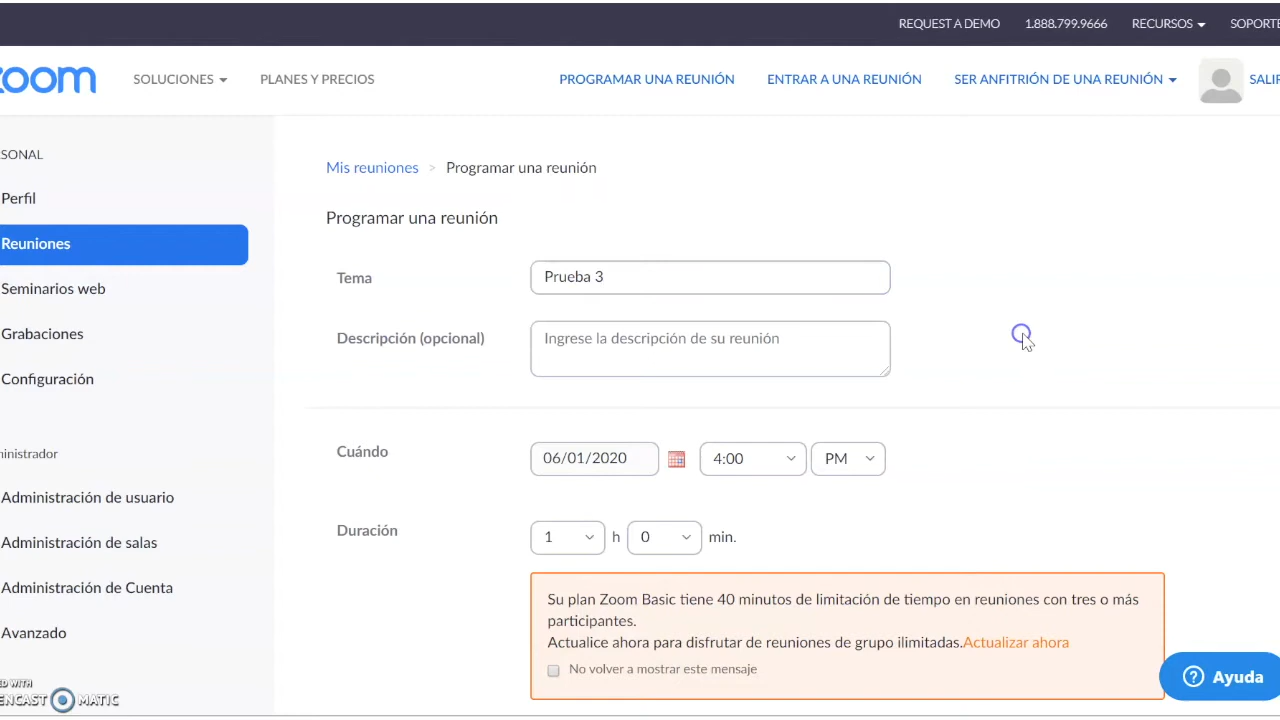 REQUEST A DEMO 1.888.799.9666 RECURSOS SOPORTE
zoom SOLUCIONES PLANES Y PRECIOS PROGRAMAR UNA REUNIÓN ENTRAR A UNA REUNIÓN SER ANFITRIÓN DE UNA REUNIÓN SALIR
SONAL
Perfil
Reuniones
Seminarios web
Grabaciones
Configuración
ministrador
Administración de usuario
Administración de salas
Administración de Cuenta
Avanzado
Mis reuniones > Programar una reunión
Programar una reunión
Tema Prueba 3
Descripción (opcional) Ingrese la descripción de su reunión
Cuándo 06/01/2020 4:00 PM
Duración 1 h 0 min.
Su plan Zoom Basic tiene 40 minutos de limitación de tiempo en reuniones con tres o más
participantes.
Actualice ahora para disfrutar de reuniones de grupo ilimitadas.Actualizar ahora
No volver a mostrar este mensaje
Ayuda
ED WITH
ENCAST MATIC